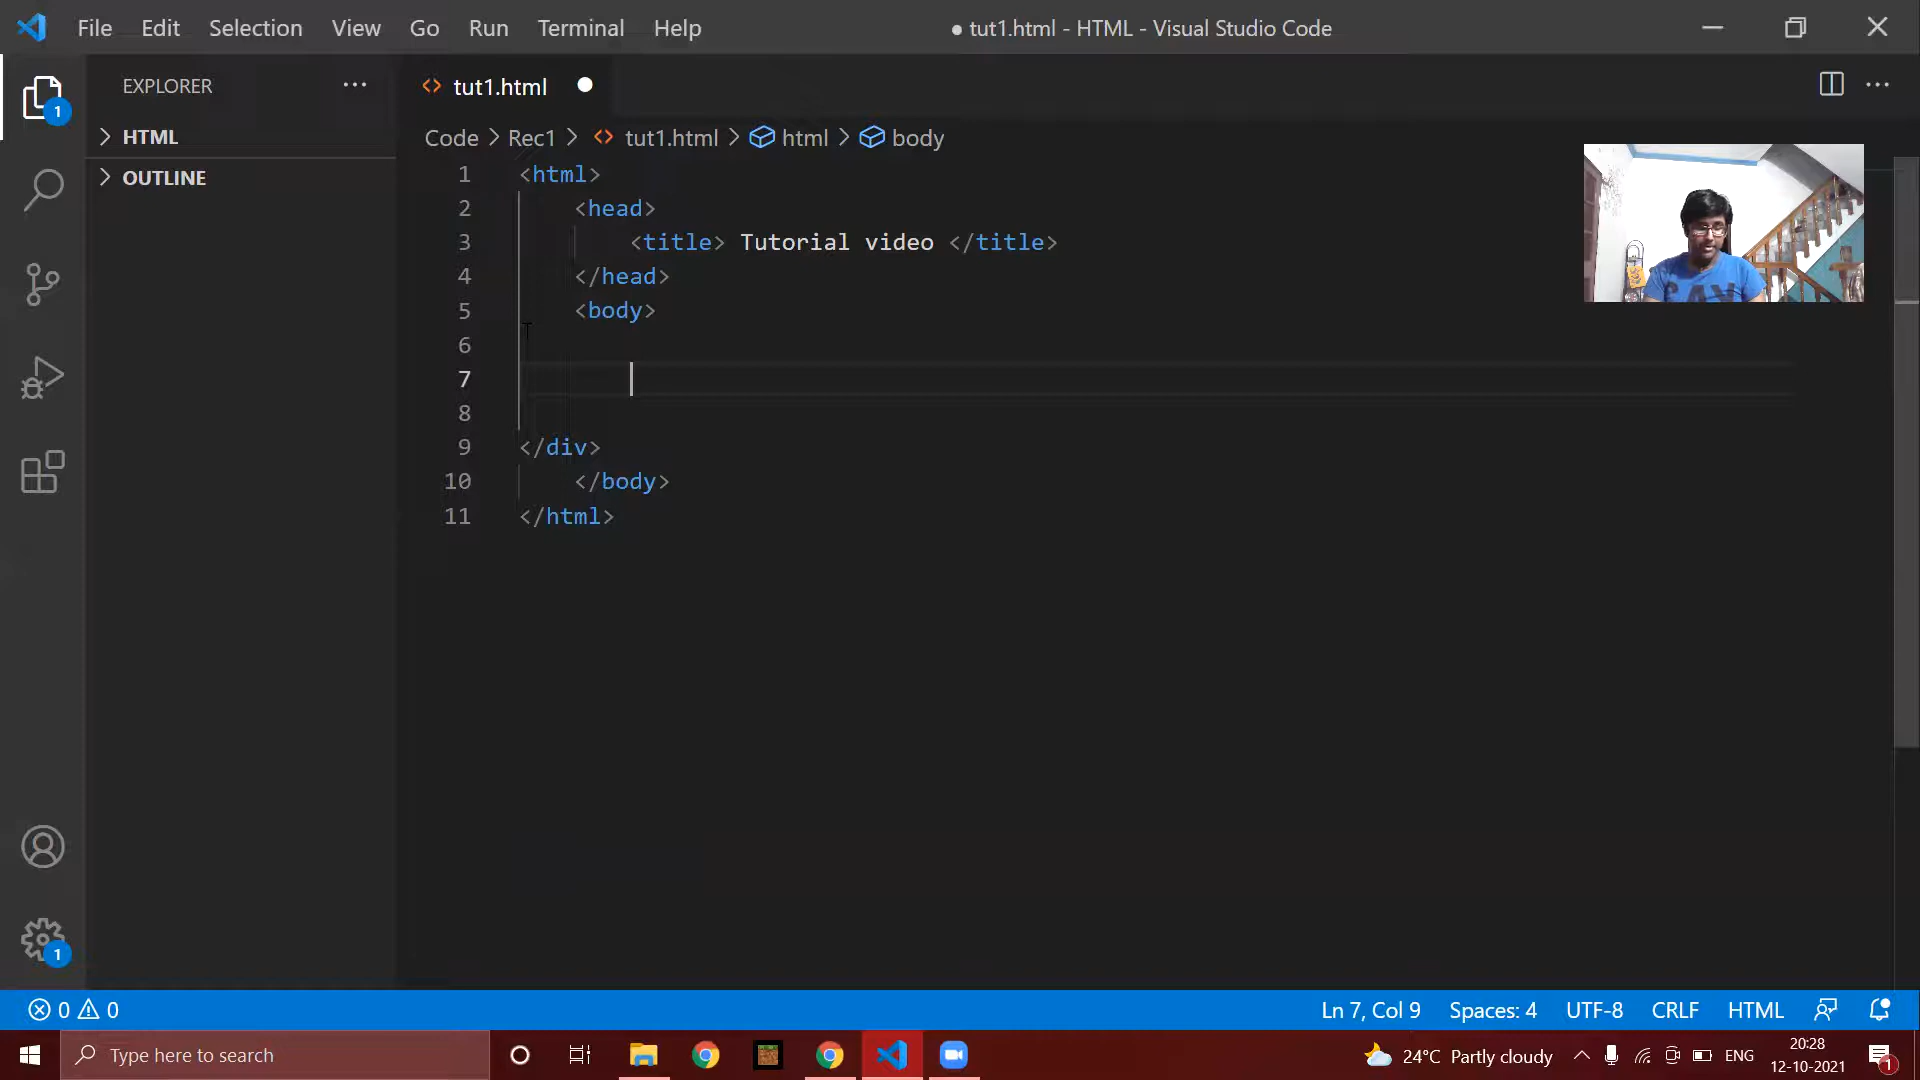 File Edit Selection View Go Run Terminal Help
● tut1.html - HTML - Visual Studio Code
EXPLORER
HTML
OUTLINE
1
tut1.html
Code > Rec1 > tut1.html > html > body
1 <html>
2 <head>
3 <title> Tutorial video </title>
4 </head>
5 <body>
6
7
8
9 </div>
10 </body>
11 </html>
1
0 0
Ln 7, Col 9 Spaces: 4 UTF-8 CRLF HTML
Type here to search
24°C Partly cloudy
ENG
20:28
12-10-2021
1